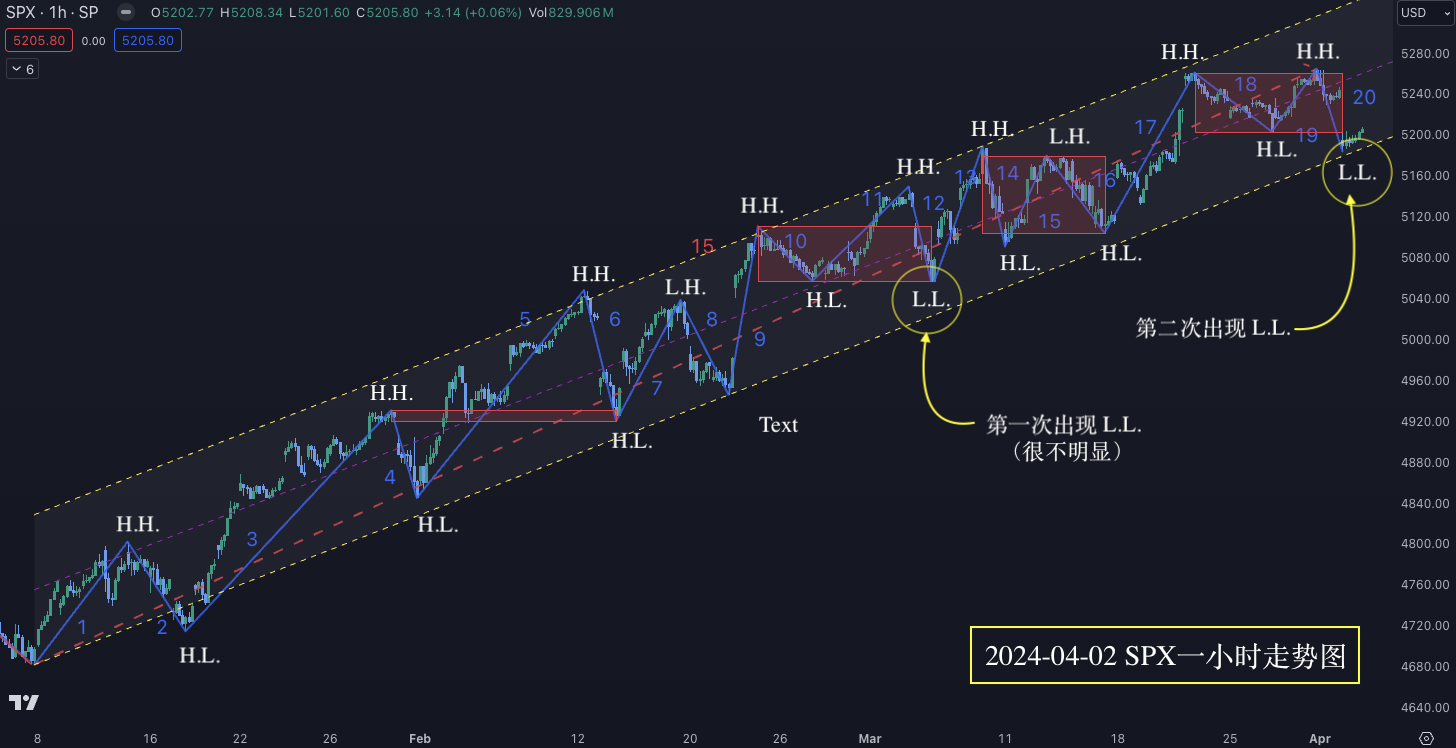 SPX · 1h · SP O5202.77 H5208.34 L5201.60 C5205.80 +3.14 (+0.06%) Vol829.906M
USD
5205.80 0.00 5205.80
6
H.H.
H.H.
5280.00
18
20
5240.00
H.H.
L.H.
17
19
5200.00
H.L.
H.H.
13
14
16
L.L.
5160.00
11
12
H.H.
15
5120.00
15
10
H.L.
H.L.
5080.00
H.H.
L.H.
H.L.
L.L.
5040.00
5
6
8
第二次出现 L.L.
9
5000.00
H.H.
7
4960.00
Text
第一次出现 L.L.
4920.00
H.L.
(很不明显)
4
4880.00
H.H.
H.L.
4840.00
3
4800.00
4760.00
1
2
4720.00
H.L.
2024-04-02 SPX一小时走势图
4680.00
4640.00
8 16 22 26 Feb 12 20 26 Mar 11 18 25 Apr